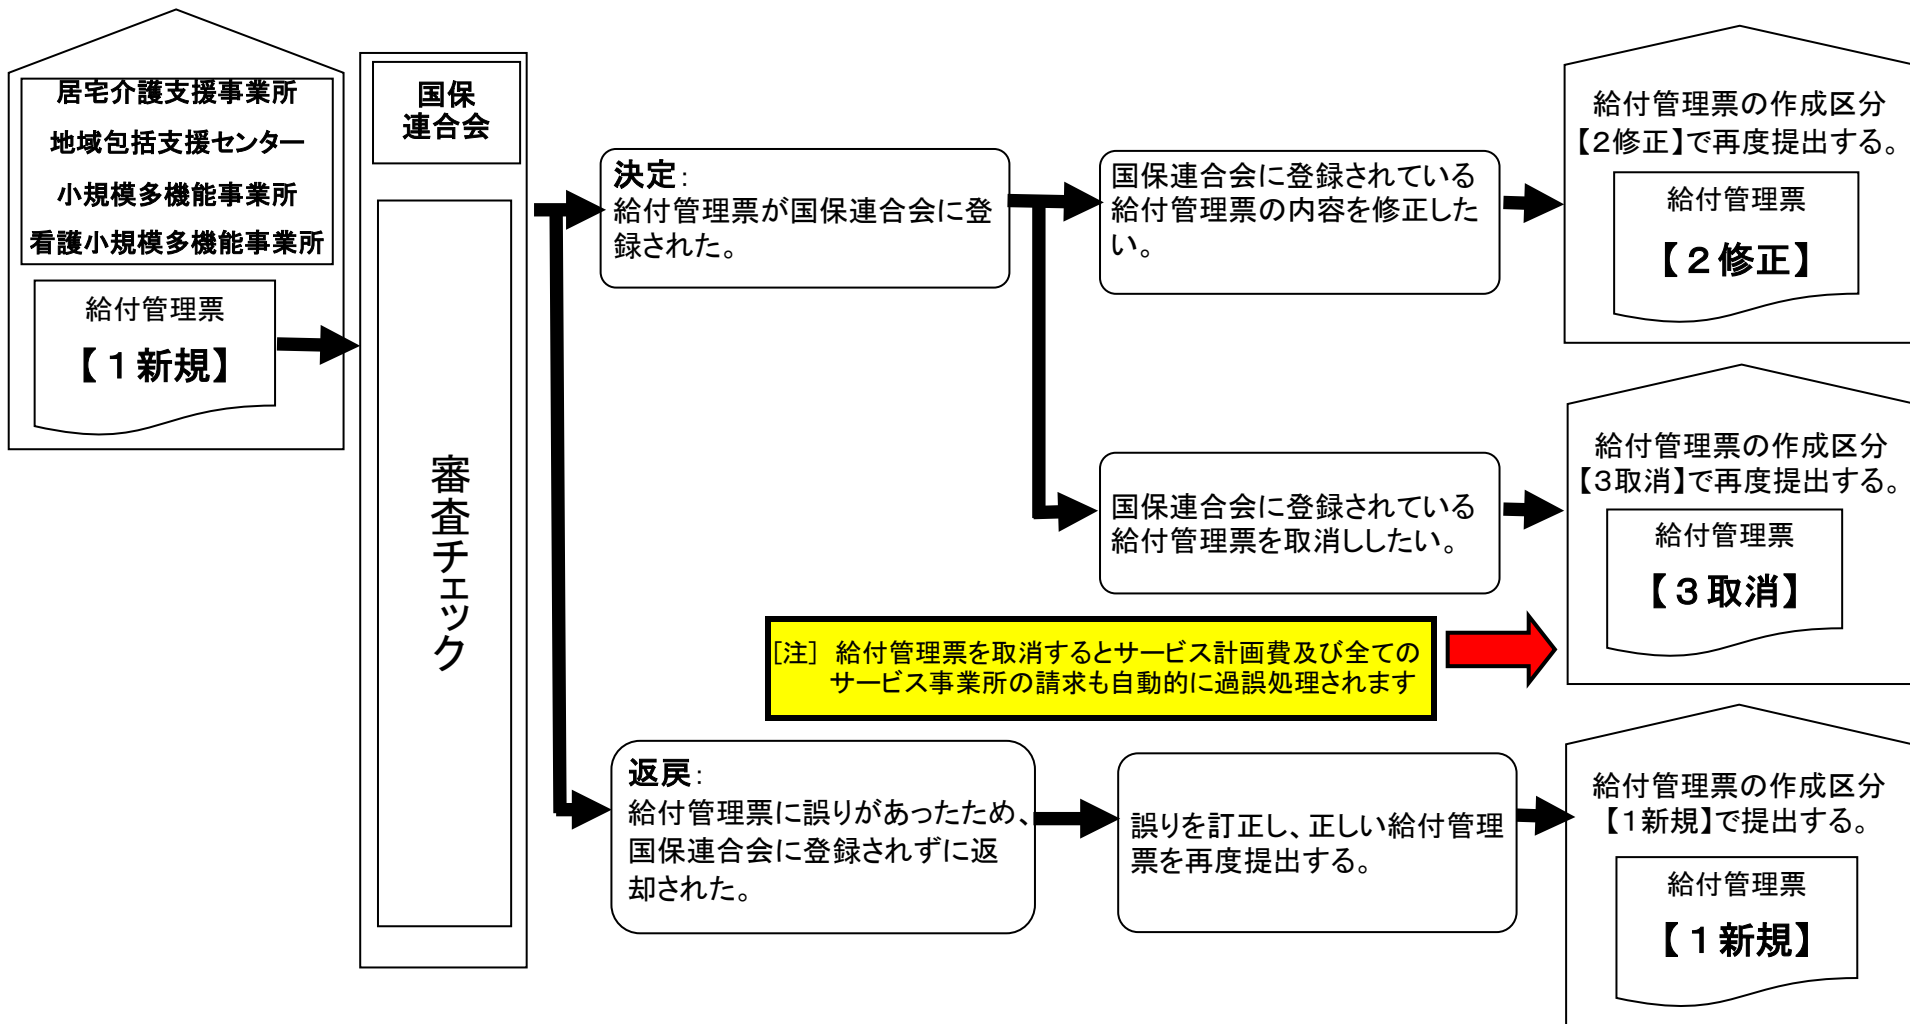 居宅介護支援事業所
地域包括支援センター
小規模多機能事業所
看護小規模多機能事業所
給付管理票
【１新規】
国保
連合会
審査チェック
決定：
給付管理票が国保連合会に登
録された。
国保連合会に登録されている
給付管理票の内容を修正した
い。
給付管理票の作成区分
【２修正】で再度提出する。
給付管理票
【２修正】
国保連合会に登録されている
給付管理票を取消ししたい。
給付管理票の作成区分
【３取消】で再度提出する。
給付管理票
【３取消】
［注］ 給付管理票を取消するとサービス計画費及び全ての
サービス事業所の請求も自動的に過誤処理されます
返戻：
給付管理票に誤りがあったため、
国保連合会に登録されずに返
却された。
誤りを訂正し、正しい給付管理
票を再度提出する。
給付管理票の作成区分
【１新規】で提出する。
給付管理票
【１新規】